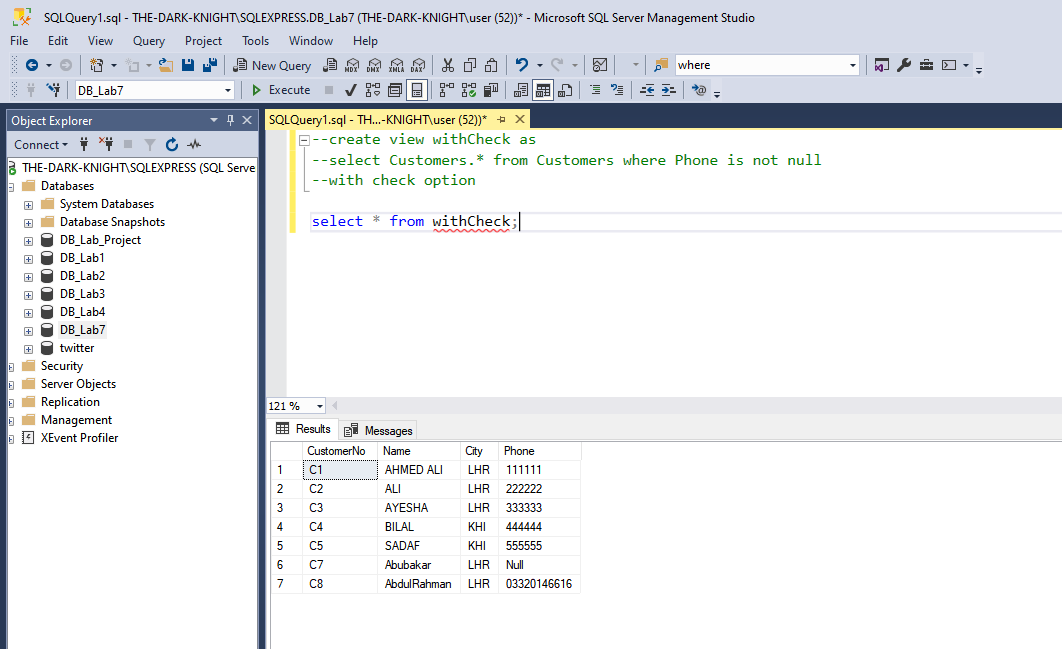 SQLQuery1.sql - THE-DARK-KNIGHT\SQLEXPRESS.DB_Lab7 (THE-DARK-KNIGHT\user (52))* - Microsoft SQL Server Management Studio
File Edit View Query Project Tools Window Help
New Query MDX DMX XMLA DAX where
DB_Lab7 Execute
Object Explorer
Connect
THE-DARK-KNIGHT\SQLEXPRESS (SQL Serve
Databases
System Databases
Database Snapshots
DB_Lab_Project
DB_Lab1
DB_Lab2
DB_Lab3
DB_Lab4
DB_Lab7
twitter
Security
Server Objects
Replication
Management
XEvent Profiler
SQLQuery1.sql - TH...-KNIGHT\user (52))*
--create view withCheck as
--select Customers.* from Customers where Phone is not null
--with check option
select * from withCheck;
121 %
Results Messages
CustomerNo Name City Phone
1 C1 AHMED ALI LHR 111111
2 C2 ALI LHR 222222
3 C3 AYESHA LHR 333333
4 C4 BILAL KHI 444444
5 C5 SADAF KHI 555555
6 C7 Abubakar LHR Null
7 C8 AbdulRahman LHR 03320146616